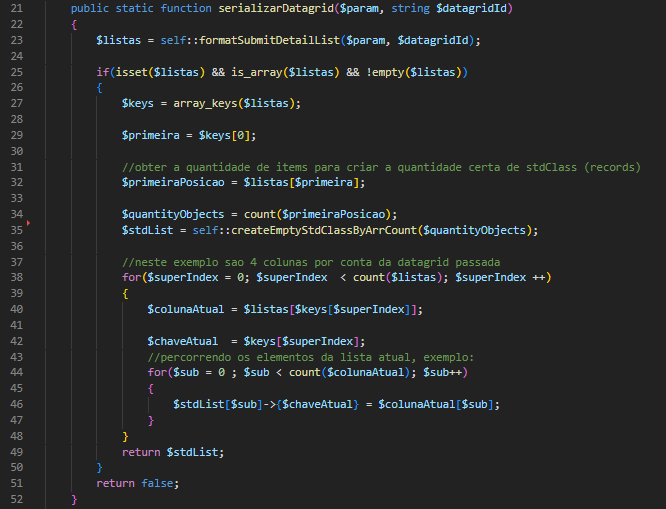 21 public static function serializarDatagrid($param, string $datagridId)
22 {
23 $listas = self::formatSubmitDetailList($param, $datagridId);
24
25 if(isset($listas) && is_array($listas) && !empty($listas))
26 {
27 $keys = array_keys($listas);
28
29 $primeira = $keys[0];
30
31 //obter a quantidade de items para criar a quantidade certa de stdClass (records)
32 $primeiraPosicao = $listas[$primeira];
33
34 $quantityObjects = count($primeiraPosicao);
35 $stdList = self::createEmptyStdClassByArrCount($quantityObjects);
36
37 //neste exemplo sao 4 colunas por conta da datagrid passada
38 for($superIndex = 0; $superIndex  < count($listas); $superIndex ++)
39 {
40 $colunaAtual = $listas[$keys[$superIndex]];
41
42 $chaveAtual  = $keys[$superIndex];
43 //percorrendo os elementos da lista atual, exemplo:
44 for($sub = 0 ; $sub < count($colunaAtual); $sub++)
45 {
46 $stdList[$sub]->{$chaveAtual} = $colunaAtual[$sub];
47 }
48 }
49 return $stdList;
50 }
51 return false;
52 }